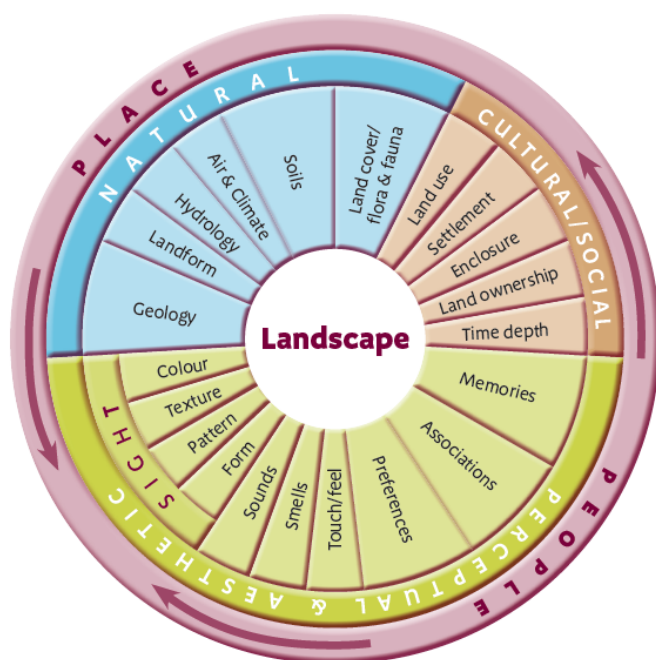 PLACE
NATURAL
CULTURAL/SOCIAL
Geology
Landform
Hydrology
Air & Climate
Soils
Land cover/
flora & fauna
Land use
Settlement
Enclosure
Land ownership
Time depth
Landscape
Memories
Associations
Preferences
Touch/feel
Smells
Sounds
Form
Pattern
Texture
Colour
SIGHT
PERCEPTUAL & AESTHETIC
PEOPLE